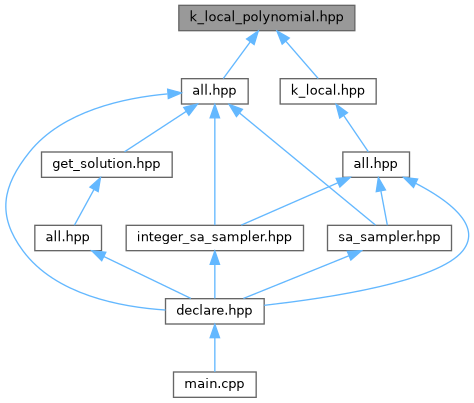 k_local_polynomial.hpp
all.hpp
k_local.hpp
get_solution.hpp
all.hpp
all.hpp
integer_sa_sampler.hpp
sa_sampler.hpp
declare.hpp
main.cpp